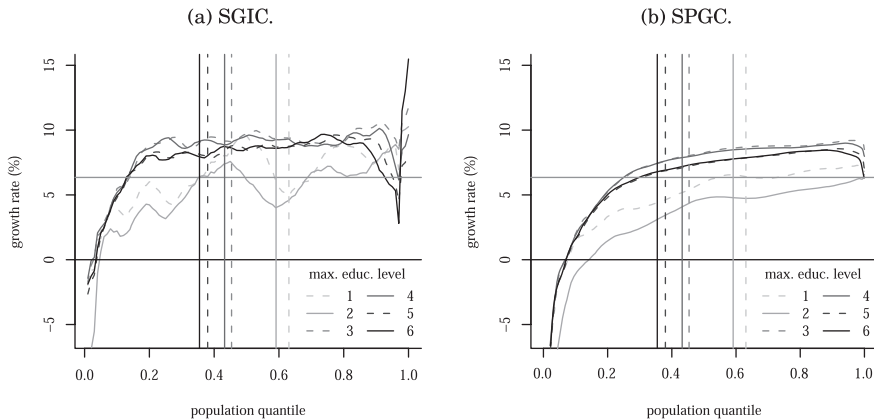 (a) SGIC.
growth rate (%)
15
10
5
0
−5
max. educ. level
1 4
2 5
3 6
0.0 0.2 0.4 0.6 0.8 1.0
population quantile
(b) SPGC.
growth rate (%)
15
10
5
0
−5
max. educ. level
1 4
2 5
3 6
0.0 0.2 0.4 0.6 0.8 1.0
population quantile